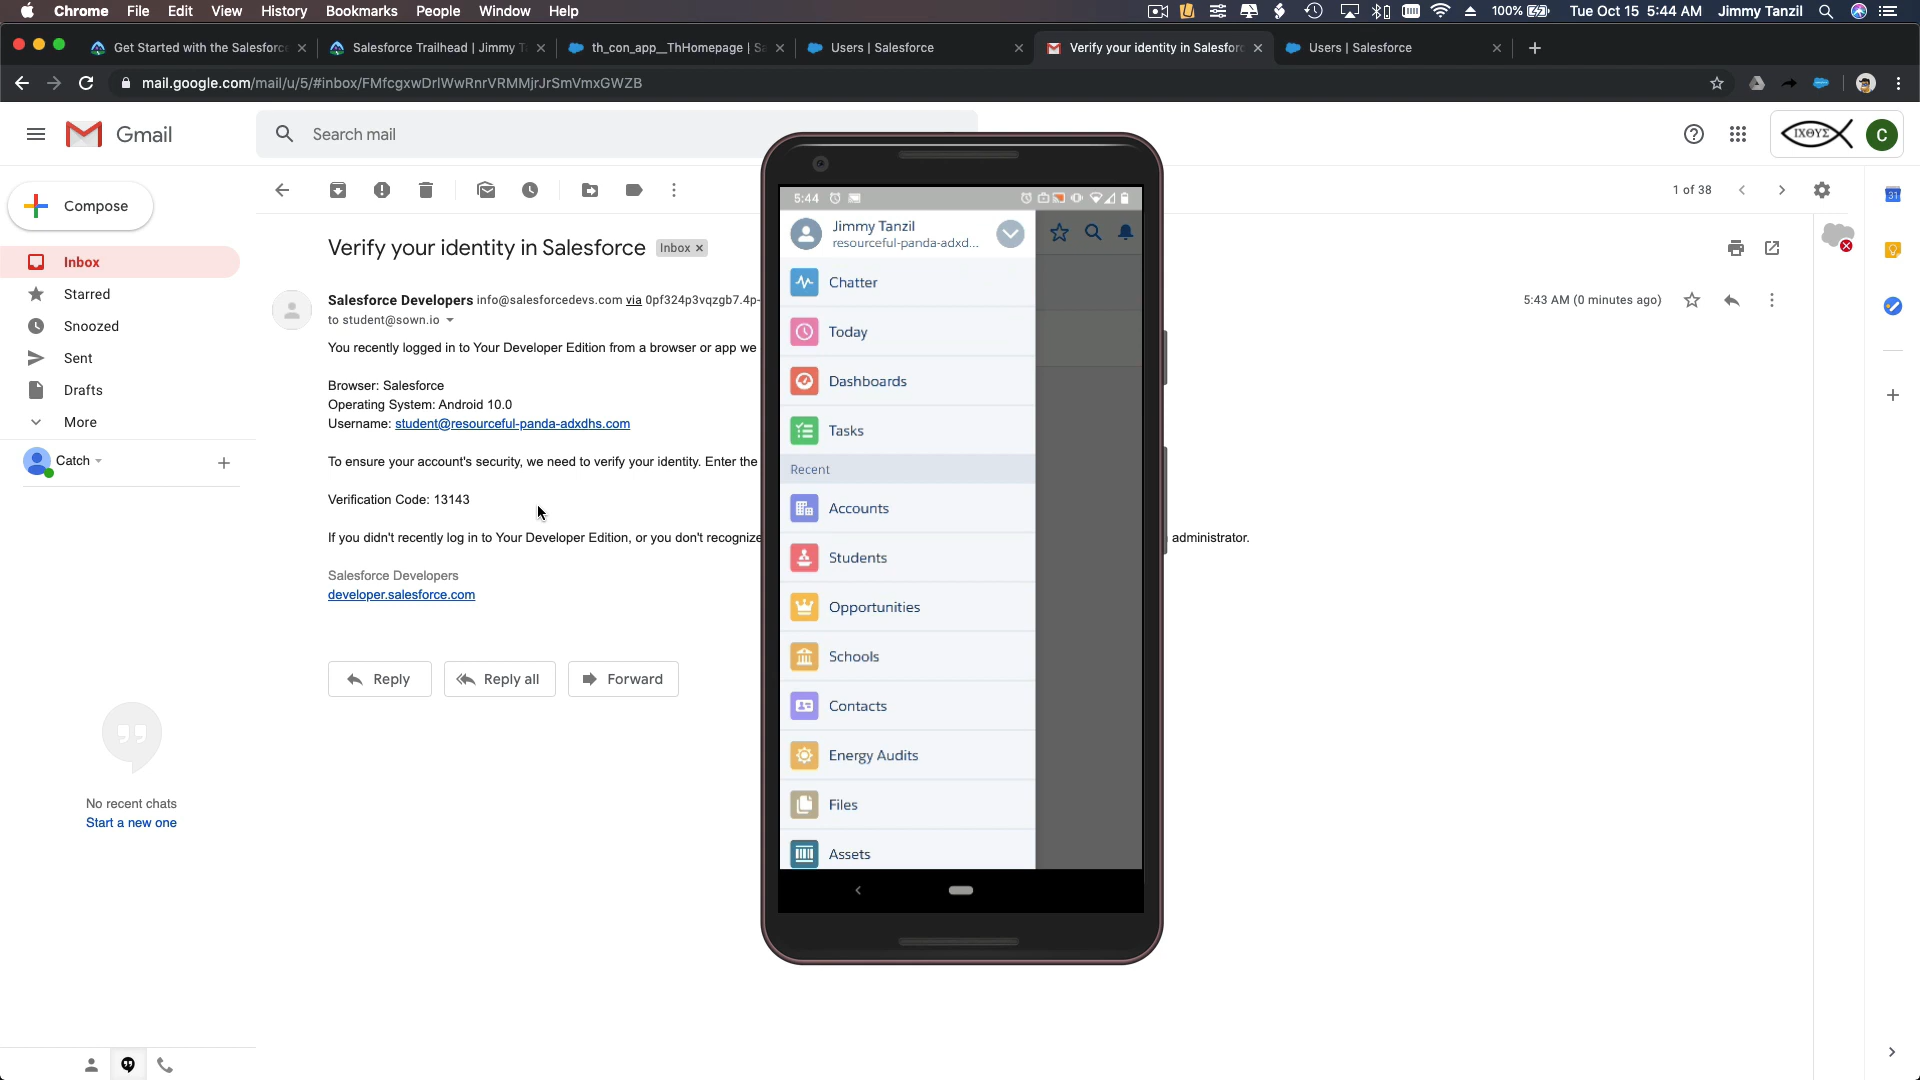 Chrome File Edit View History Bookmarks People Window Help 100% Tue Oct 15 5:44 AM Jimmy Tanzil
Get Started with the Salesforce
Salesforce Trailhead | Jimmy T
th_con_app__ThHomepage | Sa
Users | Salesforce
Verify your identity in Salesforc
Users | Salesforce
mail.google.com/mail/u/5/#inbox/FMfcgxwDrlWwRnrVRMMjrJrSmVmxGWZB
Gmail
Search mail
ΙΧΘΥΣ
C
Compose
1 of 38
31
Inbox
Starred
Snoozed
Sent
Drafts
More
Catch
No recent chats
Start a new one
Verify your identity in Salesforce Inbox
Salesforce Developers info@salesforcedevs.com via 0pf324p3vqzgb7.4p-
5:43 AM (0 minutes ago)
to student@sown.io
You recently logged in to Your Developer Edition from a browser or app we
Browser: Salesforce
Operating System: Android 10.0
Username: student@resourceful-panda-adxdhs.com
To ensure your account's security, we need to verify your identity. Enter the
Verification Code: 13143
If you didn't recently log in to Your Developer Edition, or you don't recognize
administrator.
Salesforce Developers
developer.salesforce.com
Reply
Reply all
Forward
5:44
Jimmy Tanzil
resourceful-panda-adxd...
Chatter
Today
Dashboards
Tasks
Recent
Accounts
Students
Opportunities
Schools
Contacts
Energy Audits
Files
Assets